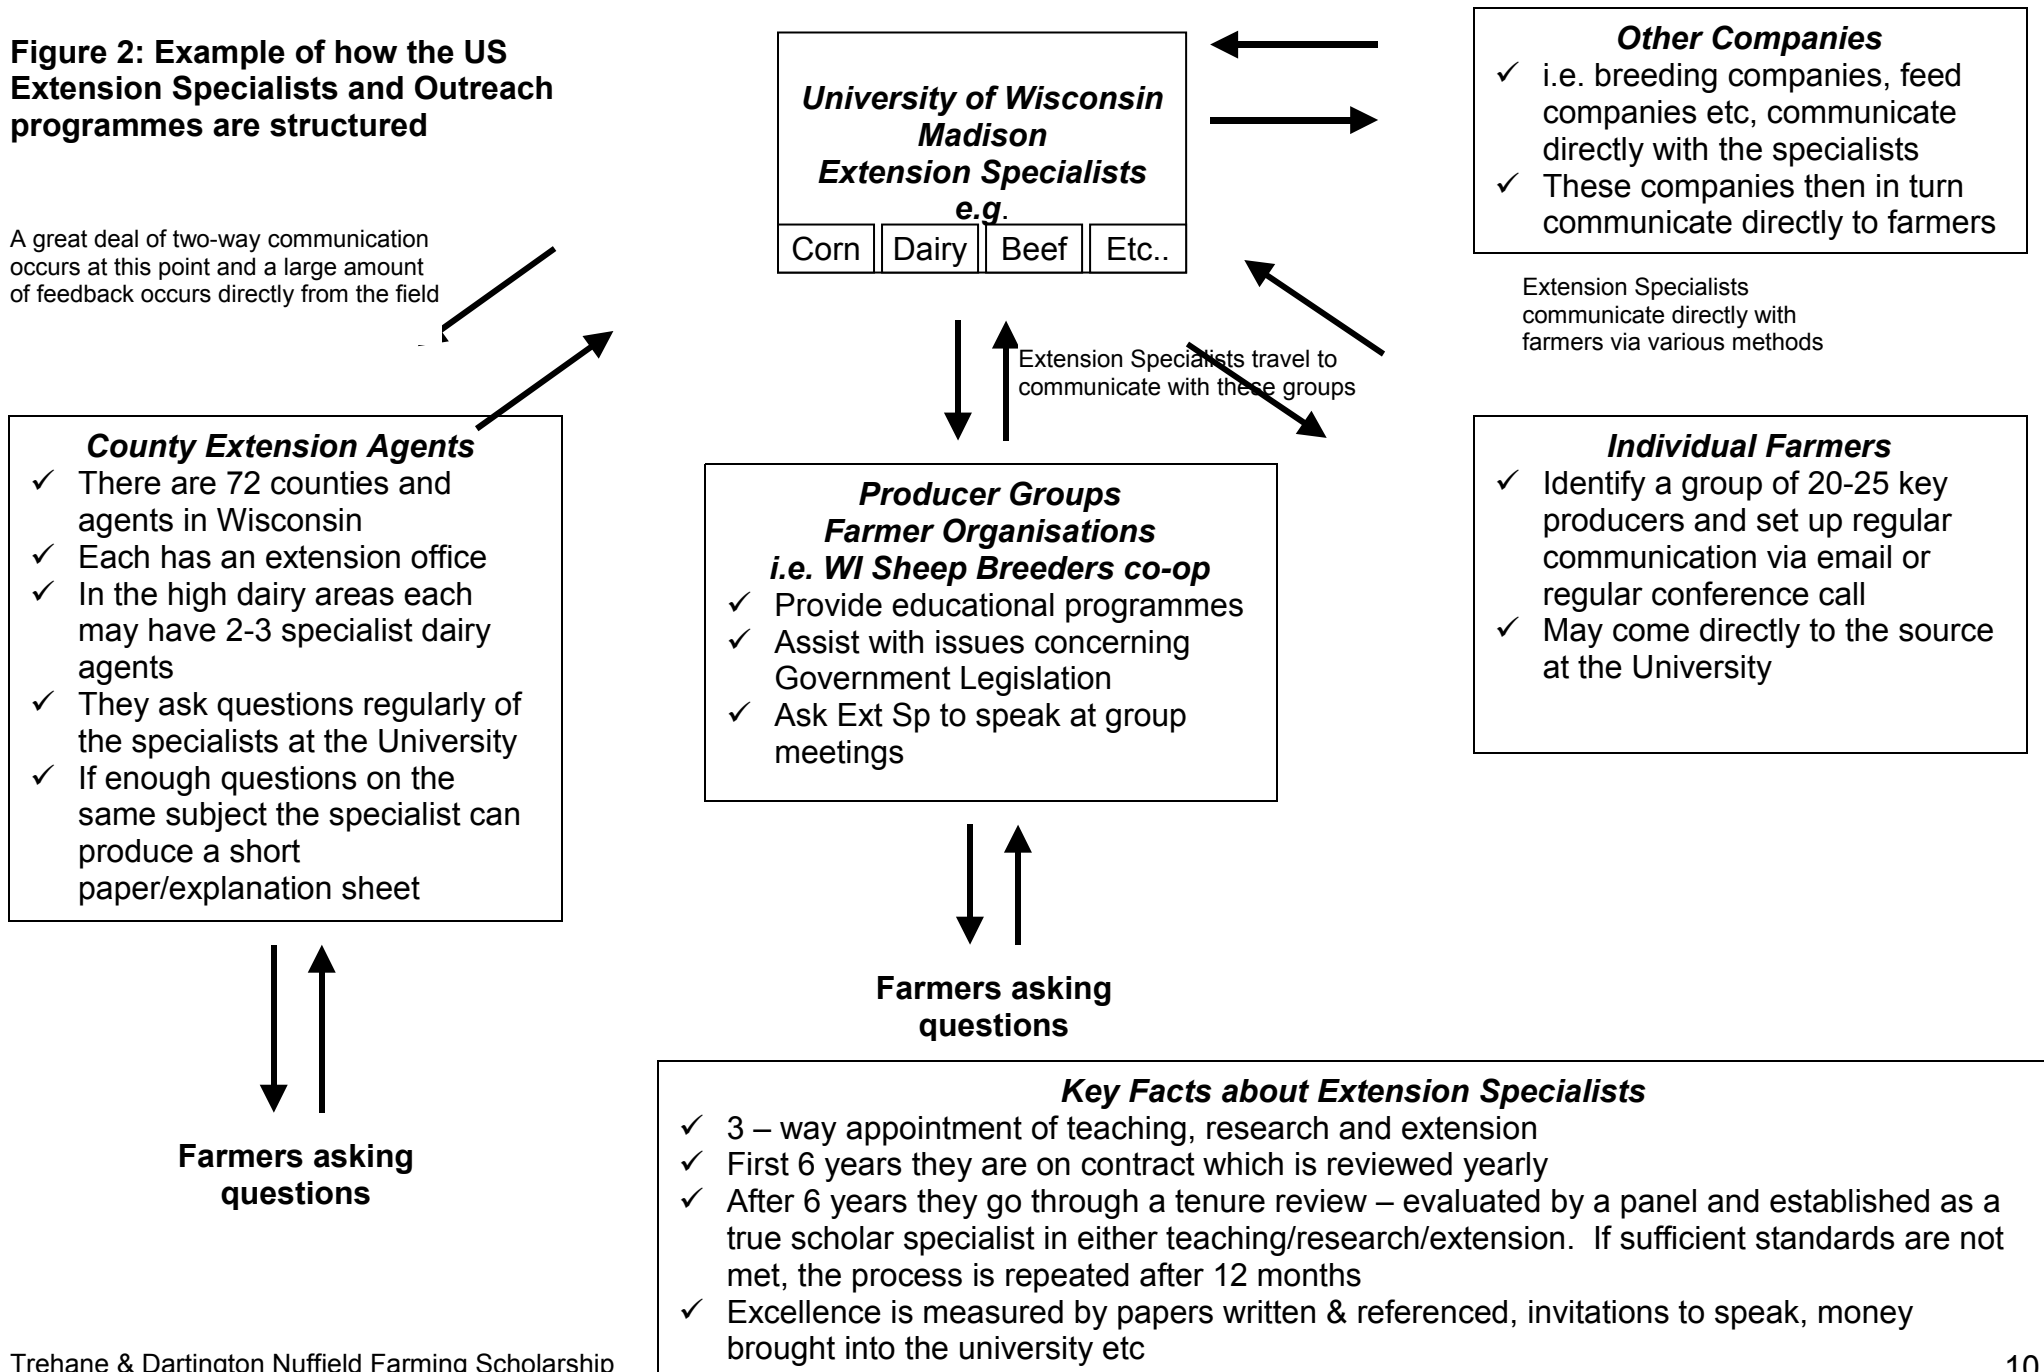 Figure 2: Example of how the US
Extension Specialists and Outreach
programmes are structured
University of Wisconsin
Madison
Extension Specialists
e.g.
Corn
Dairy
Beef
Etc..
Other Companies
✓ i.e. breeding companies, feed
companies etc, communicate
directly with the specialists
✓ These companies then in turn
communicate directly to farmers
A great deal of two-way communication
occurs at this point and a large amount
of feedback occurs directly from the field
Extension Specialists
communicate directly with
farmers via various methods
Extension Specialists travel to
communicate with these groups
County Extension Agents
✓ There are 72 counties and
agents in Wisconsin
✓ Each has an extension office
✓ In the high dairy areas each
may have 2-3 specialist dairy
agents
✓ They ask questions regularly of
the specialists at the University
✓ If enough questions on the
same subject the specialist can
produce a short
paper/explanation sheet
Producer Groups
Farmer Organisations
i.e. WI Sheep Breeders co-op
✓ Provide educational programmes
✓ Assist with issues concerning
Government Legislation
✓ Ask Ext Sp to speak at group
meetings
Individual Farmers
✓ Identify a group of 20-25 key
producers and set up regular
communication via email or
regular conference call
✓ May come directly to the source
at the University
Farmers asking
questions
Farmers asking
questions
Key Facts about Extension Specialists
✓ 3 – way appointment of teaching, research and extension
✓ First 6 years they are on contract which is reviewed yearly
✓ After 6 years they go through a tenure review – evaluated by a panel and established as a
true scholar specialist in either teaching/research/extension.  If sufficient standards are not
met, the process is repeated after 12 months
✓ Excellence is measured by papers written & referenced, invitations to speak, money
brought into the university etc
Trehane & Dartington Nuffield Farming Scholarship
10